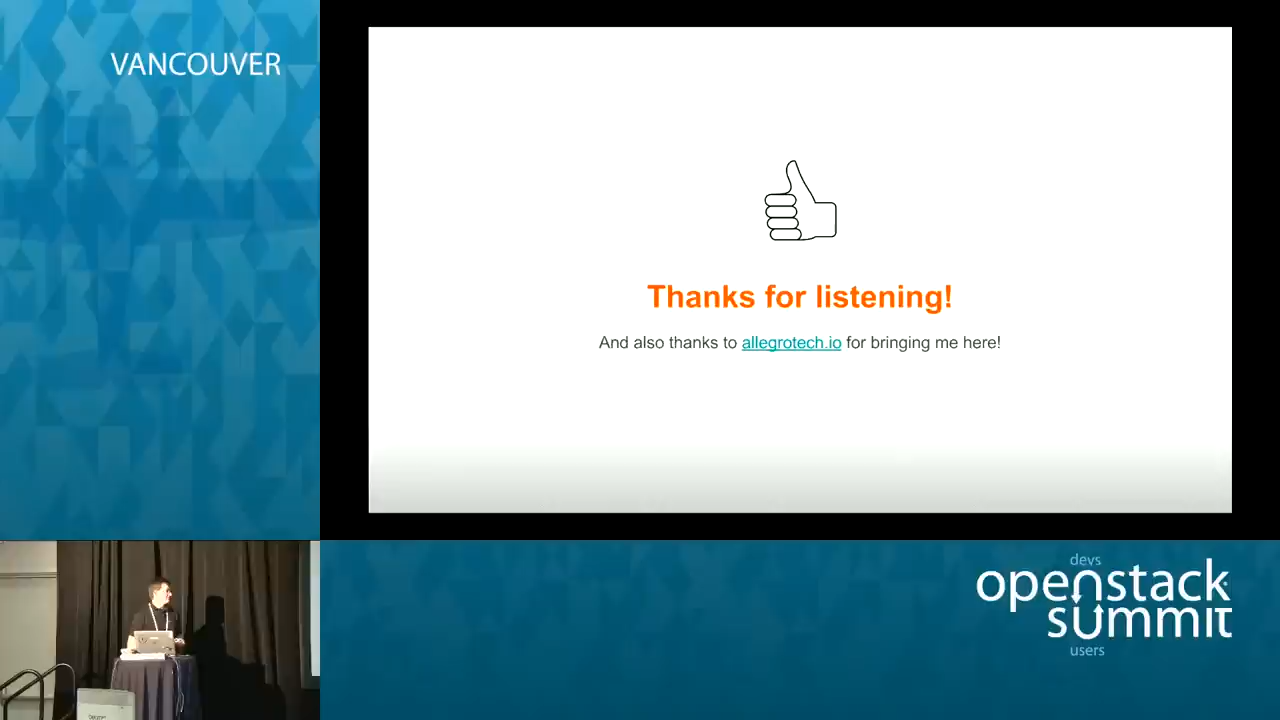 VANCOUVER
Thanks for listening!
And also thanks to allegrotech.io for bringing me here!
devs
openstack
summit
users